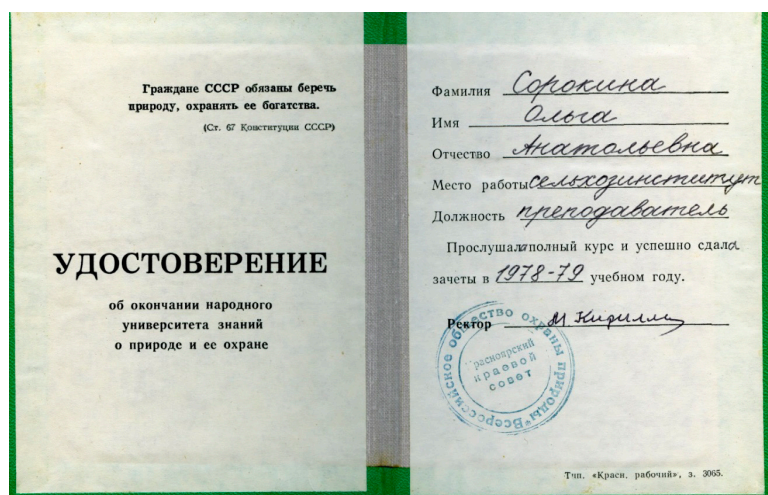 Граждане СССР обязаны беречь
природу, охранять ее богатства.
(Ст. 67 Конституции СССР)
УДОСТОВЕРЕНИЕ
об окончании народного
университета знаний
о природе и ее охране
Фамилия Сорокина
Имя Ольга
Отчество Анатольевна
Место работы сельхозинститут
Должность преподаватель
Прослушала полный курс и успешно сдала
зачеты в 1978-79 учебном году.
Ректор М. Кирилли
Всероссийское общество охраны природы
Красноярский
краевой
совет
Тип. «Красн. рабочий», з. 3065.